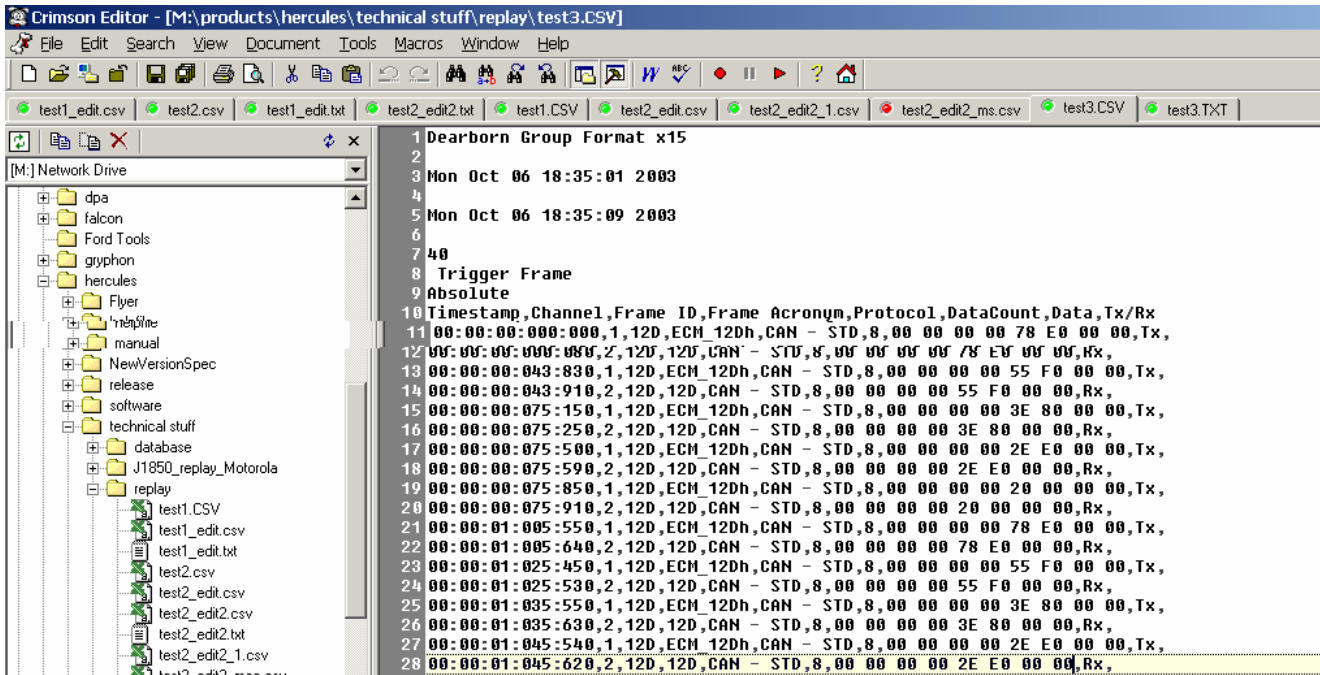 Crimson Editor - [M:\products\hercules\technical stuff\replay\test3.CSV]
File Edit Search View Document Tools Macros Window Help
test1_edit.csv test2.csv test1_edit.txt test2_edit2.txt test1.CSV test2_edit.csv test2_edit2_1.csv test2_edit2_ms.csv test3.CSV test3.TXT
[M:] Network Drive
dpa
falcon
Ford Tools
gryphon
hercules
Flyer
manual
NewVersionSpec
release
software
technical stuff
database
J1850_replay_Motorola
replay
test1.CSV
test1_edit.csv
test1_edit.txt
test2.csv
test2_edit.csv
test2_edit2.csv
test2_edit2.txt
test2_edit2_1.csv
1 Dearborn Group Format x15
2
3 Mon Oct 06 18:35:01 2003
4
5 Mon Oct 06 18:35:09 2003
6
7 40
8 Trigger Frame
9 Absolute
10 Timestamp,Channel,Frame ID,Frame Acronym,Protocol,DataCount,Data,Tx/Rx
11 00:00:00:000:000,1,12D,ECM_12Dh,CAN - STD,8,00 00 00 00 78 E0 00 00,Tx,
12 00:00:00:000:080,2,12D,12D,CAN - STD,8,00 00 00 00 78 E0 00 00,Rx,
13 00:00:00:043:830,1,12D,ECM_12Dh,CAN - STD,8,00 00 00 00 55 F0 00 00,Tx,
14 00:00:00:043:910,2,12D,12D,CAN - STD,8,00 00 00 00 55 F0 00 00,Rx,
15 00:00:00:075:150,1,12D,ECM_12Dh,CAN - STD,8,00 00 00 00 3E 80 00 00,Tx,
16 00:00:00:075:250,2,12D,12D,CAN - STD,8,00 00 00 00 3E 80 00 00,Rx,
17 00:00:00:075:500,1,12D,ECM_12Dh,CAN - STD,8,00 00 00 00 2E E0 00 00,Tx,
18 00:00:00:075:590,2,12D,12D,CAN - STD,8,00 00 00 00 2E E0 00 00,Rx,
19 00:00:00:075:850,1,12D,ECM_12Dh,CAN - STD,8,00 00 00 00 20 00 00 00,Tx,
20 00:00:00:075:910,2,12D,12D,CAN - STD,8,00 00 00 00 20 00 00 00,Rx,
21 00:00:01:005:550,1,12D,ECM_12Dh,CAN - STD,8,00 00 00 00 78 E0 00 00,Tx,
22 00:00:01:005:640,2,12D,12D,CAN - STD,8,00 00 00 00 78 E0 00 00,Rx,
23 00:00:01:025:450,1,12D,ECM_12Dh,CAN - STD,8,00 00 00 00 55 F0 00 00,Tx,
24 00:00:01:025:530,2,12D,12D,CAN - STD,8,00 00 00 00 55 F0 00 00,Rx,
25 00:00:01:035:550,1,12D,ECM_12Dh,CAN - STD,8,00 00 00 00 3E 80 00 00,Tx,
26 00:00:01:035:630,2,12D,12D,CAN - STD,8,00 00 00 00 3E 80 00 00,Rx,
27 00:00:01:045:540,1,12D,ECM_12Dh,CAN - STD,8,00 00 00 00 2E E0 00 00,Tx,
28 00:00:01:045:620,2,12D,12D,CAN - STD,8,00 00 00 00 2E E0 00 00,Rx,